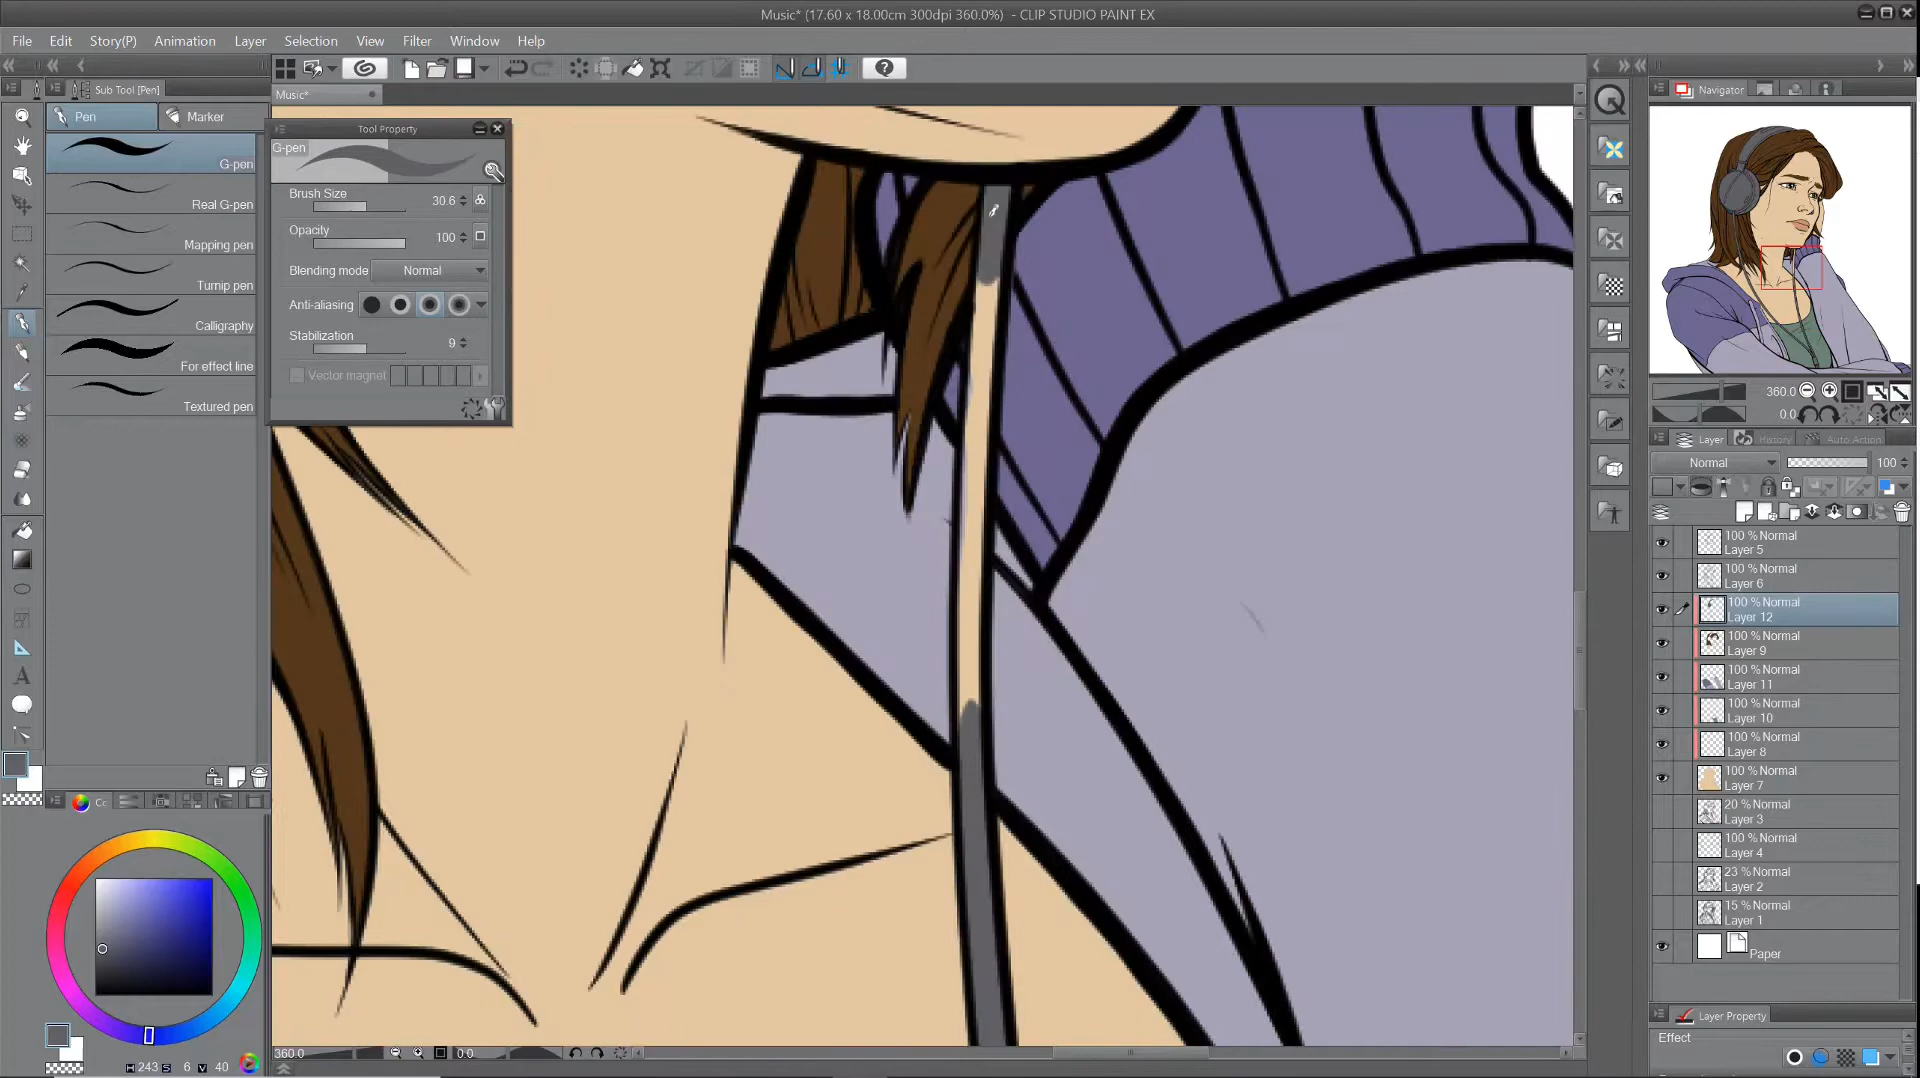 Music* (17.60 x 18.00cm 300dpi 360.0%)  - CLIP STUDIO PAINT EX
File Edit Story(P) Animation Layer Selection View Filter Window Help
Sub Tool [Pen]
Music*
Navigator
Pen
Marker
Tool Property
G-pen
G-pen
Real G-pen
Mapping pen
Turnip pen
Calligraphy
For effect line
Textured pen
Brush Size 30.6
Opacity 100
Blending mode Normal
Anti-aliasing
Stabilization 9
Vector magnet
360.0
0.0
Layer History Auto Action
Normal 100
100 % Normal
Layer 5
100 % Normal
Layer 6
100 % Normal
Layer 12
100 % Normal
Layer 9
100 % Normal
Layer 11
100 % Normal
Layer 10
100 % Normal
Layer 8
100 % Normal
Layer 7
20 % Normal
Layer 3
100 % Normal
Layer 4
23 % Normal
Layer 2
15 % Normal
Layer 1
Paper
Layer Property
Effect
Cc
H 243 S 6 V 40
360.0 0.0